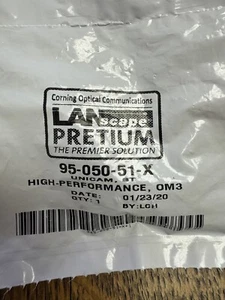 Corning Optical Communications
LANscape
PRETIUM
THE PREMIER SOLUTION
95-050-51-X
UNICAM, ST
HIGH-PERFORMANCE, OM3
DATE: 01/23/20
QTY: 1 BY:LGH